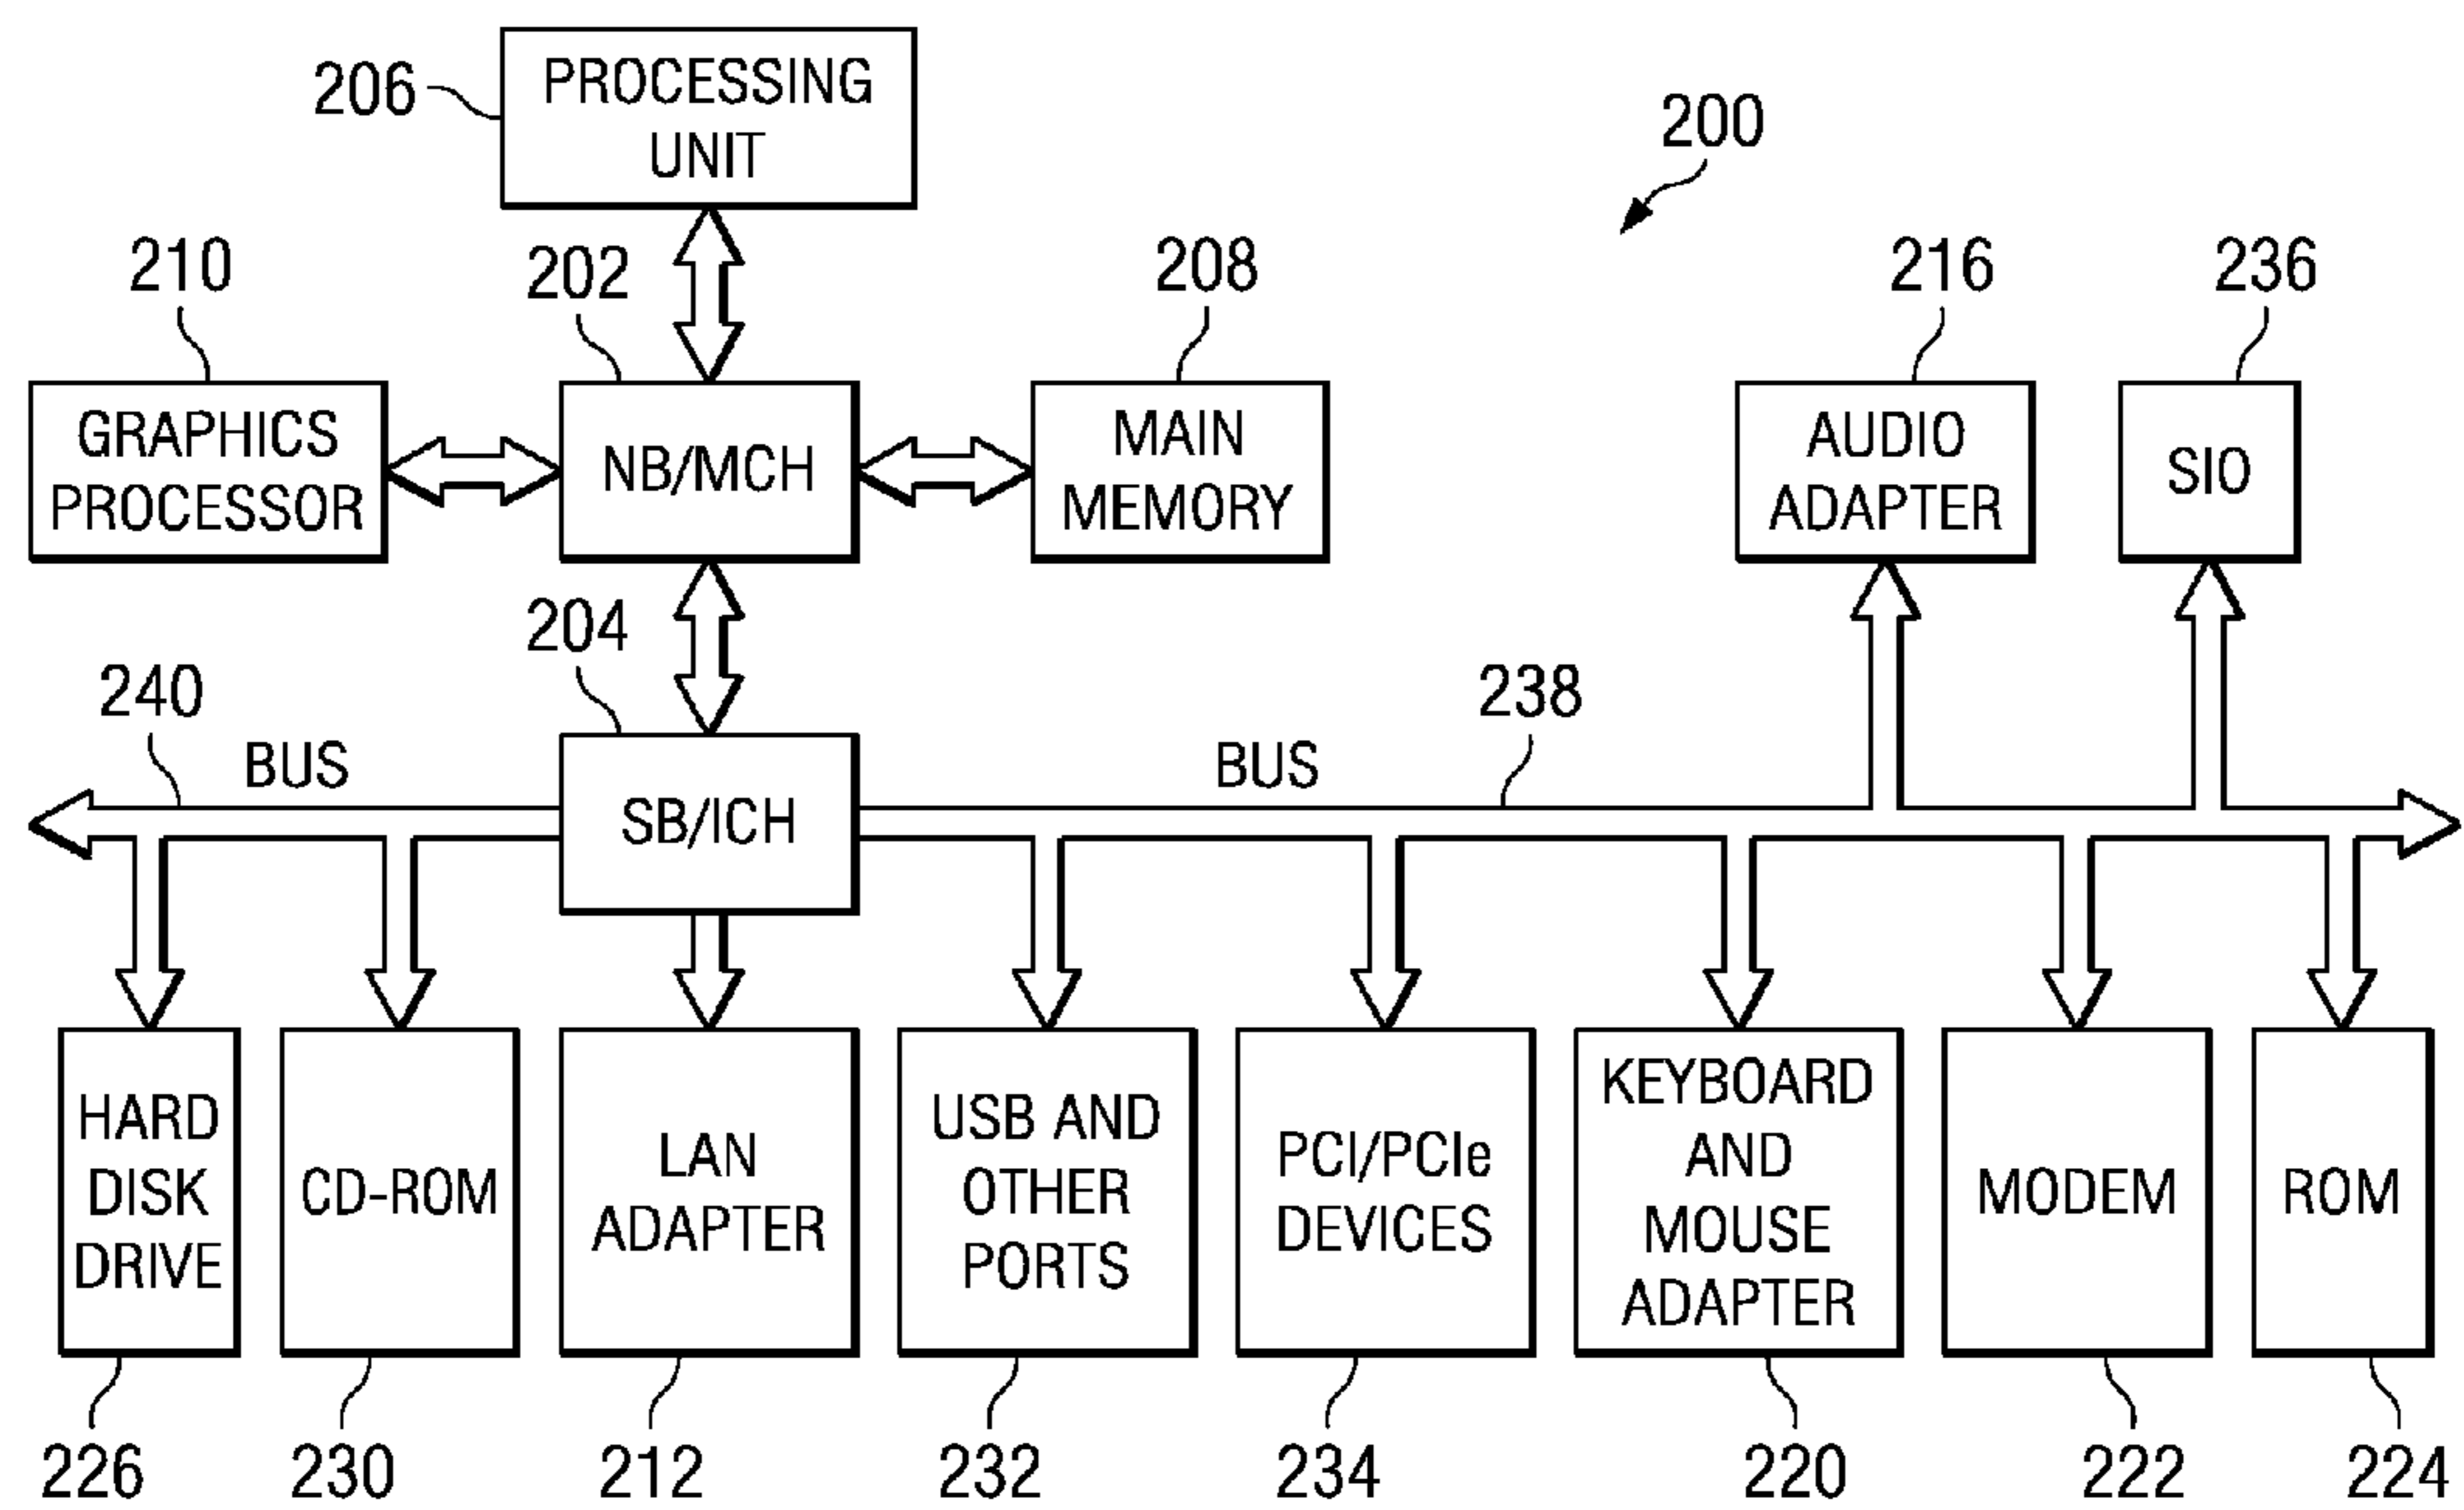 206
PROCESSING
UNIT
200
210
202
208
216
236
GRAPHICS
PROCESSOR
NB/MCH
MAIN
MEMORY
AUDIO
ADAPTER
SIO
204
240
BUS
238
BUS
SB/ICH
HARD
DISK
DRIVE
CD-ROM
LAN
ADAPTER
USB AND
OTHER
PORTS
PCI/PCIe
DEVICES
KEYBOARD
AND
MOUSE
ADAPTER
MODEM
ROM
226
230
212
232
234
220
222
224